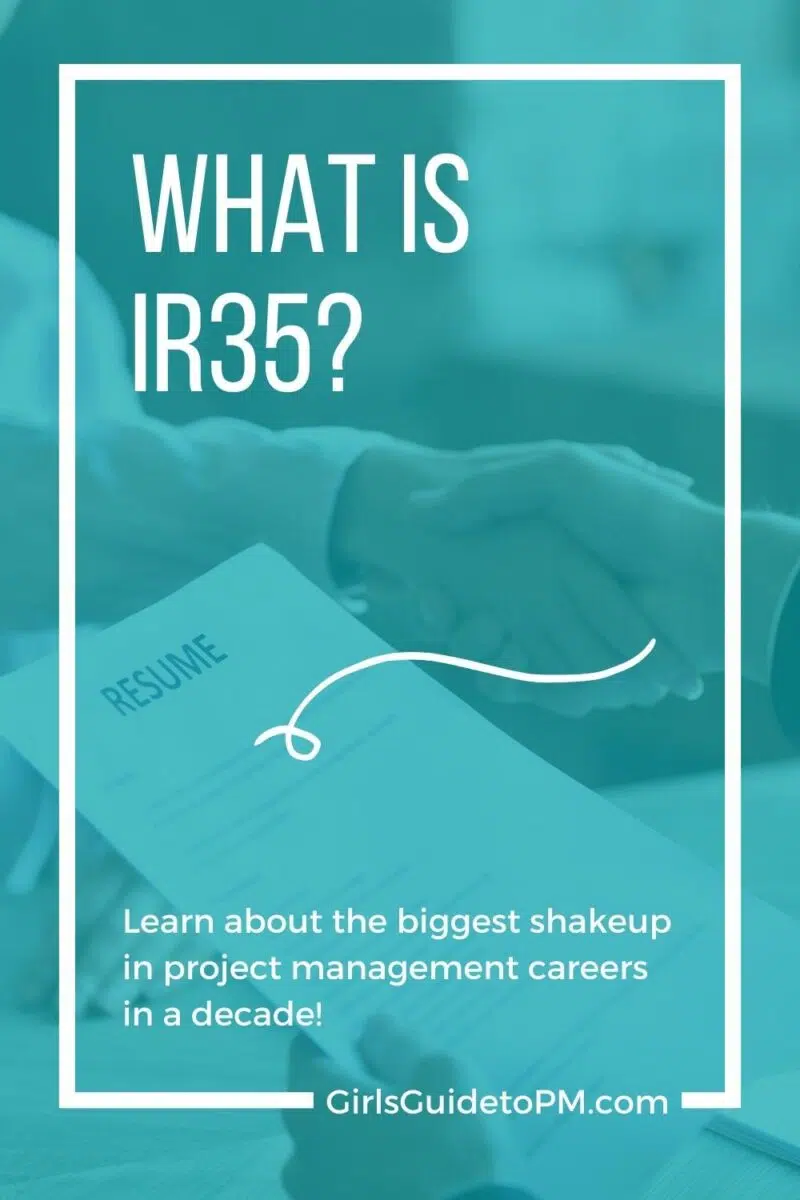 WHAT IS
IR35?
RESUME
Learn about the biggest shakeup
in project management careers
in a decade!
GirlsGuidetoPM.com